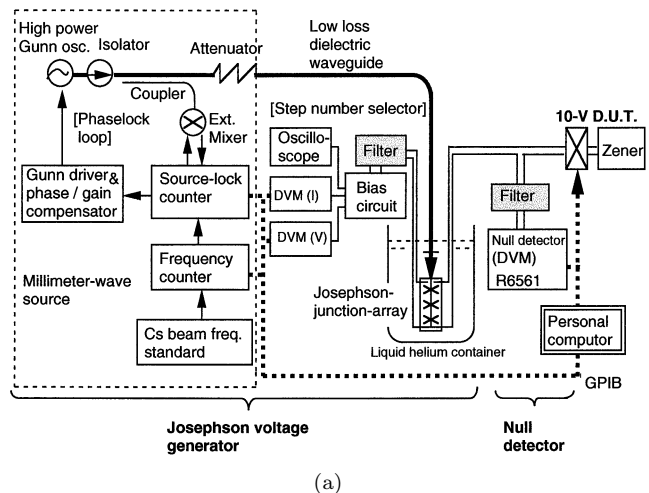 High power
Gunn osc.
Isolator
Attenuator
Low loss
dielectric
waveguide
Coupler
[Phaselock
loop]
Ext.
Mixer
[Step number selector]
10-V D.U.T.
Oscillo-
scope
Filter
Zener
Gunn driver&
phase / gain
compensator
Source-lock
counter
DVM (I)
Bias
circuit
Filter
DVM (V)
Null detector
(DVM)
R6561
Frequency
counter
Millimeter-wave
source
Josephson-
junction-array
Personal
computor
Cs beam freq.
standard
Liquid helium container
GPIB
Josephson voltage
generator
Null
detector
(a)